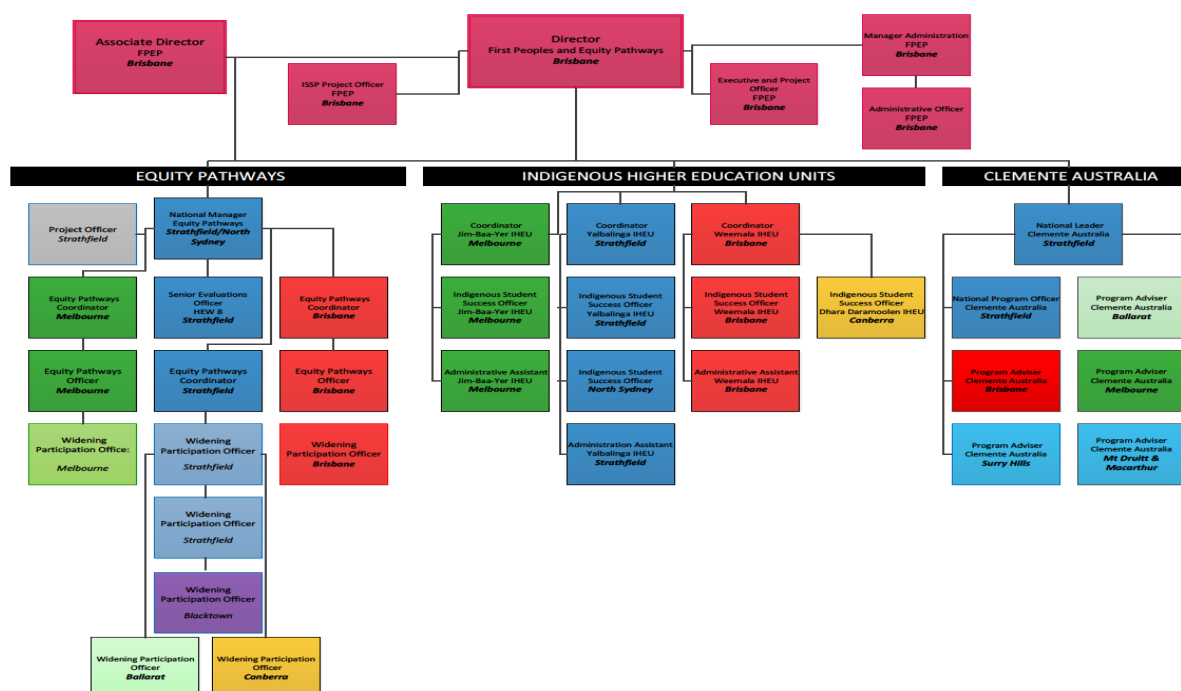 Associate Director
FPEP
Brisbane
Director
First Peoples and Equity Pathways
Brisbane
Manager Administration
FPEP
Brisbane
ISSP Project Officer
FPEP
Brisbane
Executive and Project
Officer
FPEP
Brisbane
Administrative Officer
FPEP
Brisbane
EQUITY PATHWAYS
Project Officer
Strathfield
National Manager
Equity Pathways
Strathfield/North
Sydney
Equity Pathways
Coordinator
Melbourne
Senior Evaluations
Officer
HEW 8
Strathfield
Equity Pathways
Coordinator
Brisbane
Equity Pathways
Officer
Melbourne
Equity Pathways
Coordinator
Strathfield
Equity Pathways
Officer
Brisbane
Widening
Participation Office:
Melbourne
Widening
Participation Officer
Strathfield
Widening
Participation Officer
Brisbane
Widening
Participation Officer
Strathfield
Widening
Participation Officer
Blacktown
Widening Participation
Officer
Ballarat
Widening Participation
Officer
Canberra
INDIGENOUS HIGHER EDUCATION UNITS
Coordinator
Jim-Baa-Yer IHEU
Melbourne
Coordinator
Yalbalinga IHEU
Strathfield
Coordinator
Weemala IHEU
Brisbane
Indigenous Student
Success Officer
Jim-Baa-Yer IHEU
Melbourne
Indigenous Student
Success Officer
Yalbalinga IHEU
Strathfield
Indigenous Student
Success Officer
Weemala IHEU
Brisbane
Indigenous Student
Success Officer
Dhara Daramoolen IHEU
Canberra
Administrative Assistant
Jim-Baa-Yer IHEU
Melbourne
Indigenous Student
Success Officer
North Sydney
Administrative Assistant
Weemala IHEU
Brisbane
Administration Assistant
Yalbalinga IHEU
Strathfield
CLEMENTE AUSTRALIA
National Leader
Clemente Australia
Strathfield
National Program Officer
Clemente Australia
Strathfield
Program Adviser
Clemente Australia
Ballarat
Program Adviser
Clemente Australia
Brisbane
Program Adviser
Clemente Australia
Melbourne
Program Adviser
Clemente Australia
Surry Hills
Program Adviser
Clemente Australia
Mt Druitt &
Macarthur